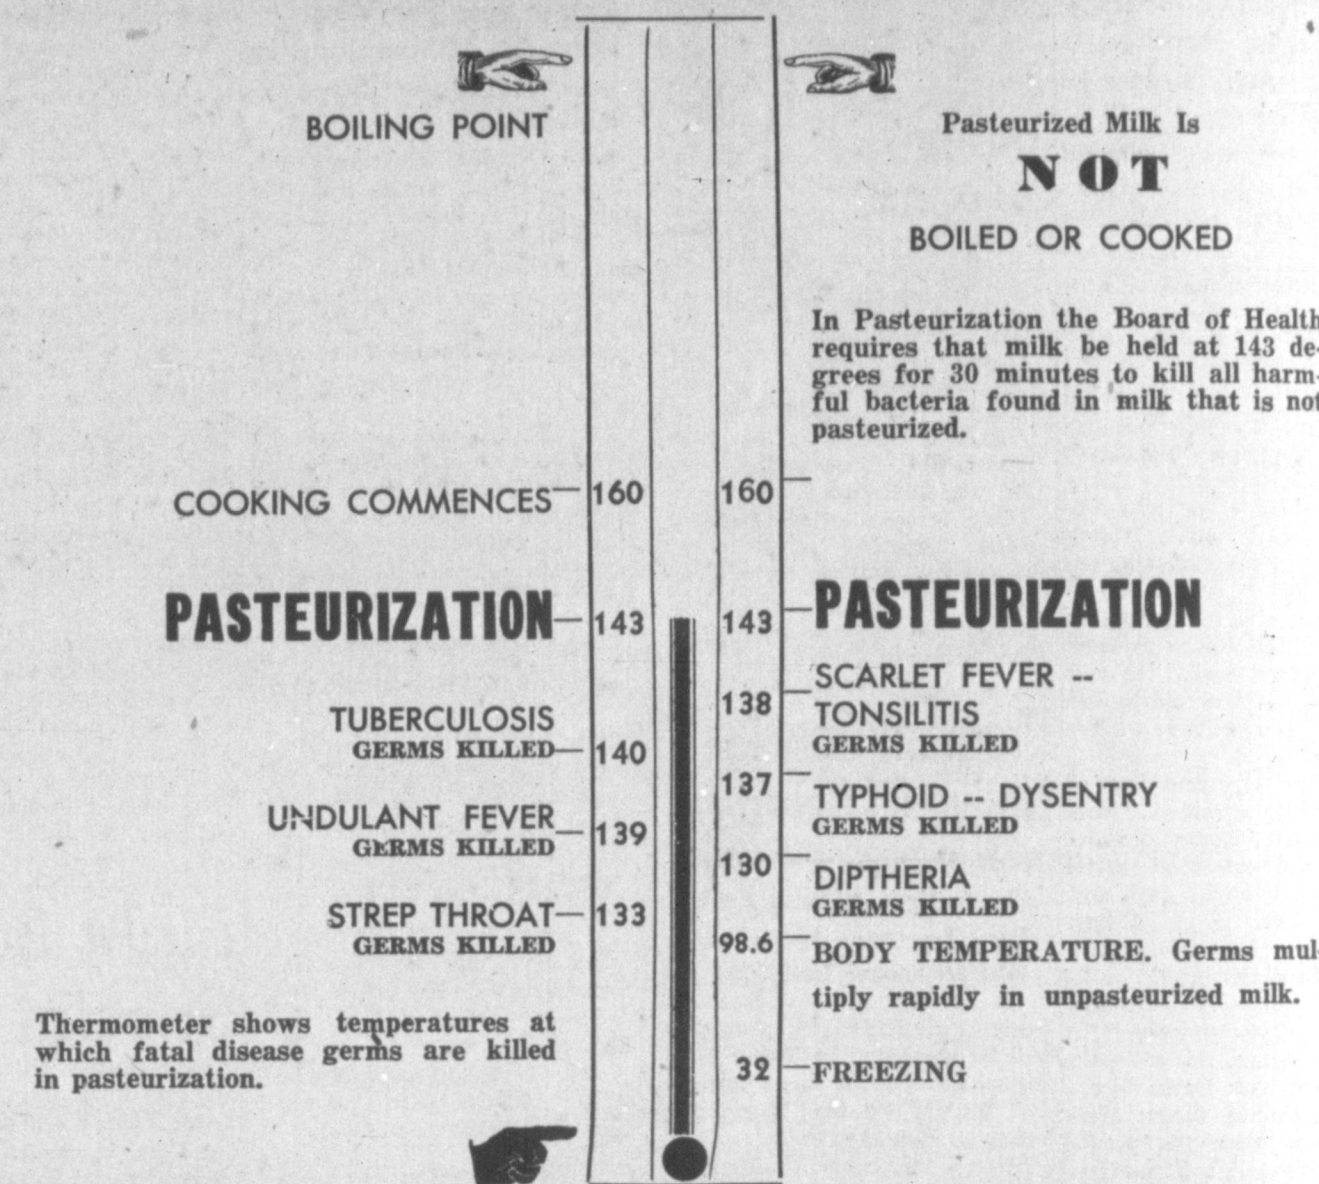 BOILING POINT
Pasteurized Milk Is
NOT
BOILED OR COOKED
In Pasteurization the Board of Health
requires that milk be held at 143 de-
grees for 30 minutes to kill all harm-
ful bacteria found in milk that is not
pasteurized.
COOKING COMMENCES 160
160
PASTEURIZATION 143
143 PASTEURIZATION
138 SCARLET FEVER --
TONSILITIS
GERMS KILLED
TUBERCULOSIS
GERMS KILLED 140
137 TYPHOID -- DYSENTRY
GERMS KILLED
UNDULANT FEVER
GERMS KILLED 139
130 DIPTHERIA
GERMS KILLED
STREP THROAT 133
GERMS KILLED
98.6 BODY TEMPERATURE. Germs mul-
tiply rapidly in unpasteurized milk.
Thermometer shows temperatures at
which fatal disease germs are killed
in pasteurization.
32 FREEZING